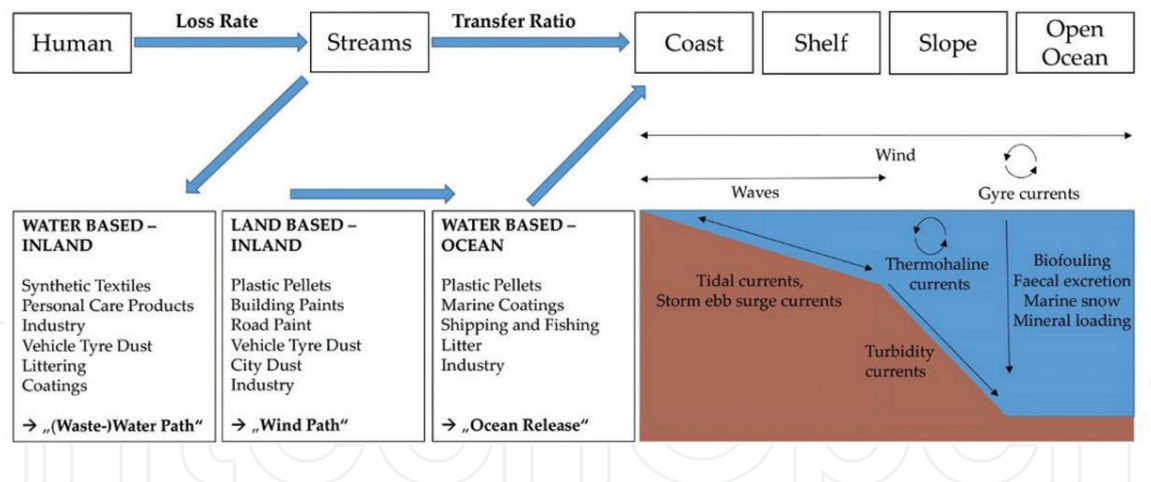 Loss Rate
Transfer Ratio
Human
Streams
Coast
Shelf
Slope
Open
Ocean
Wind
Waves
Gyre currents
WATER BASED –
INLAND
Synthetic Textiles
Personal Care Products
Industry
Vehicle Tyre Dust
Littering
Coatings
→ „(Waste-)Water Path“
LAND BASED –
INLAND
Plastic Pellets
Building Paints
Road Paint
Vehicle Tyre Dust
City Dust
Industry
→ „Wind Path“
WATER BASED –
OCEAN
Plastic Pellets
Marine Coatings
Shipping and Fishing
Litter
Industry
→ „Ocean Release“
Tidal currents,
Storm ebb surge currents
Thermohaline
currents
Turbidity
currents
Biofouling
Faecal excretion
Marine snow
Mineral loading